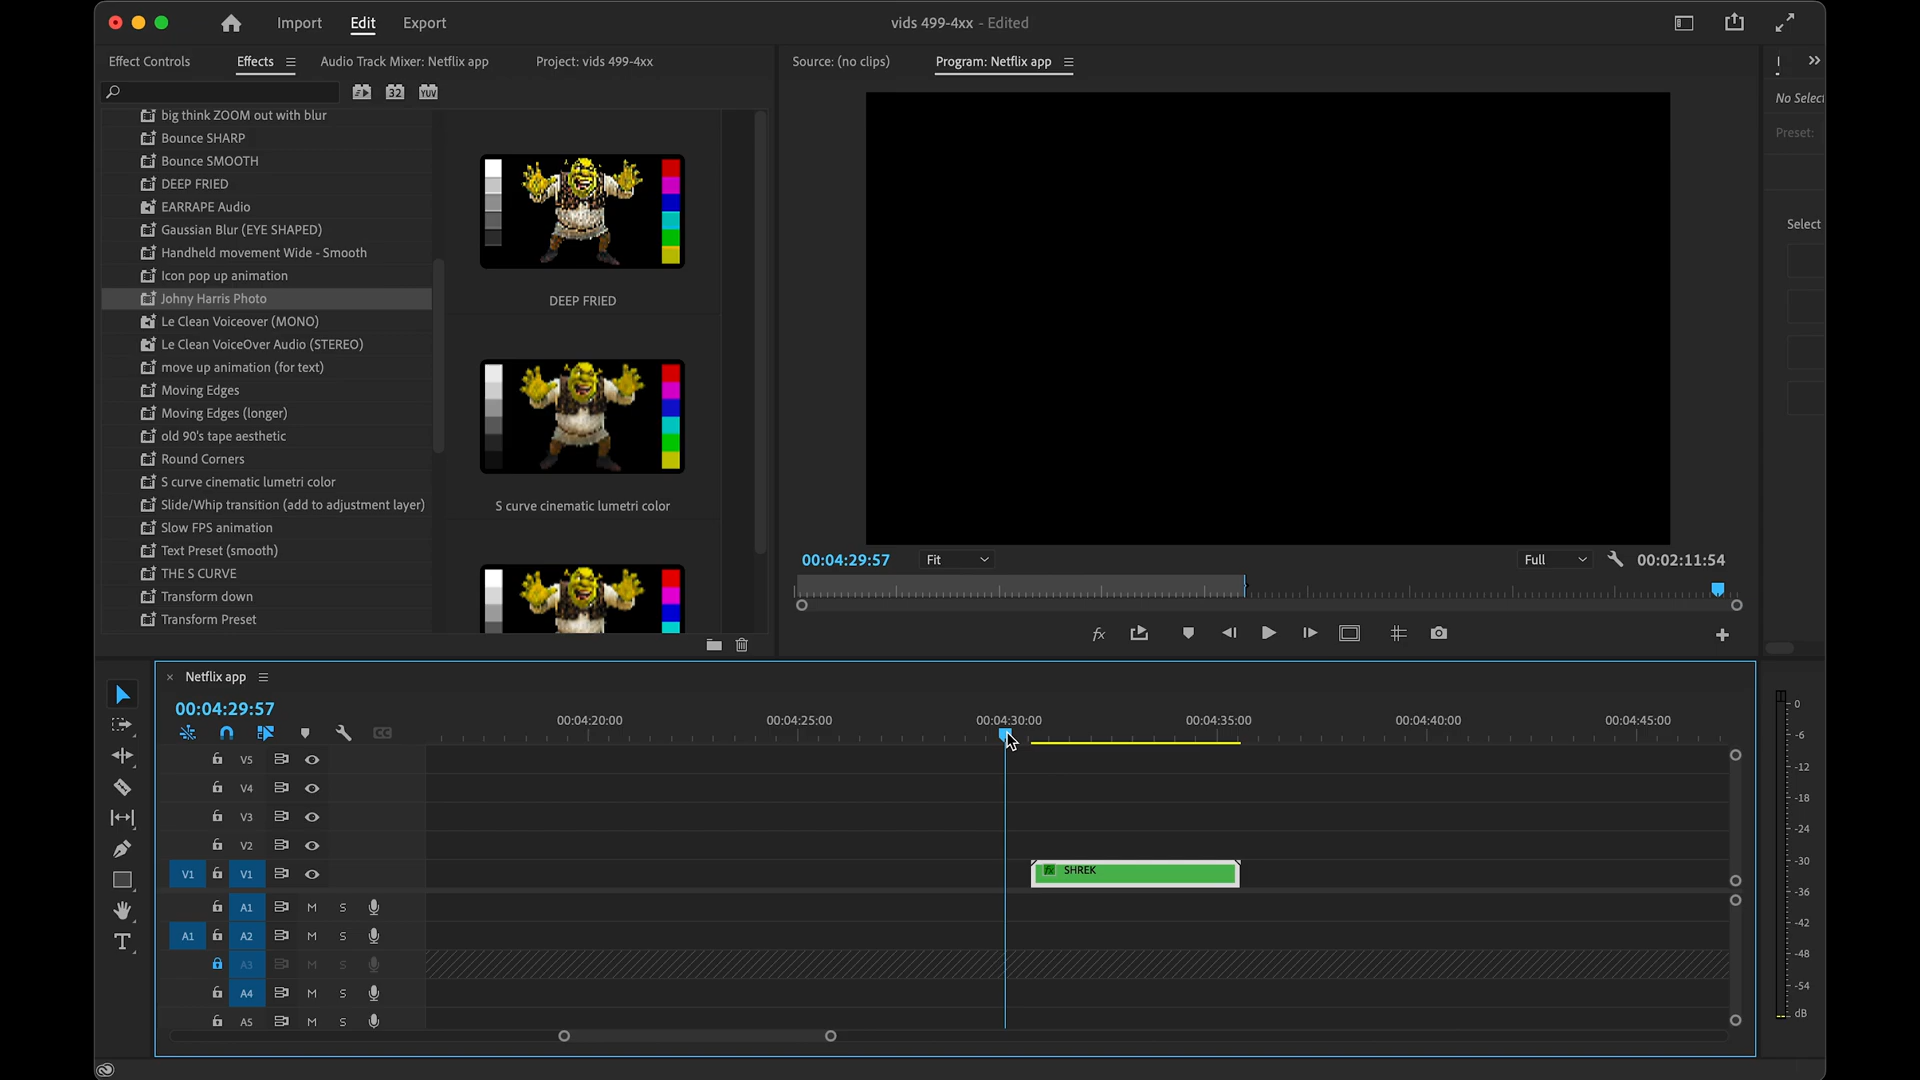 Import Edit Export
vids 499-4xx - Edited
Effect Controls Effects Audio Track Mixer: Netflix app Project: vids 499-4xx
Source: (no clips) Program: Netflix app
32 YUV
big think ZOOM out with blur
Bounce SHARP
Bounce SMOOTH
DEEP FRIED
EARRAPE Audio
Gaussian Blur (EYE SHAPED)
Handheld movement Wide - Smooth
Icon pop up animation
Johny Harris Photo
Le Clean Voiceover (MONO)
Le Clean VoiceOver Audio (STEREO)
move up animation (for text)
Moving Edges
Moving Edges (longer)
old 90's tape aesthetic
Round Corners
S curve cinematic lumetri color
Slide/Whip transition (add to adjustment layer)
Slow FPS animation
Text Preset (smooth)
THE S CURVE
Transform down
Transform Preset
DEEP FRIED
S curve cinematic lumetri color
No Select
Preset:
Select
00:04:29:57 Fit Full 00:02:11:54
fx
Netflix app
00:04:29:57
CC
00:04:20:00 00:04:25:00 00:04:30:00 00:04:35:00 00:04:40:00 00:04:45:00
V5
V4
V3
V2
V1 V1
fx SHREK
A1 M S
A1 A2 M S
A3 M S
A4 M S
A5 M S
0
-6
-12
-18
-24
-30
-36
-42
-48
-54
dB